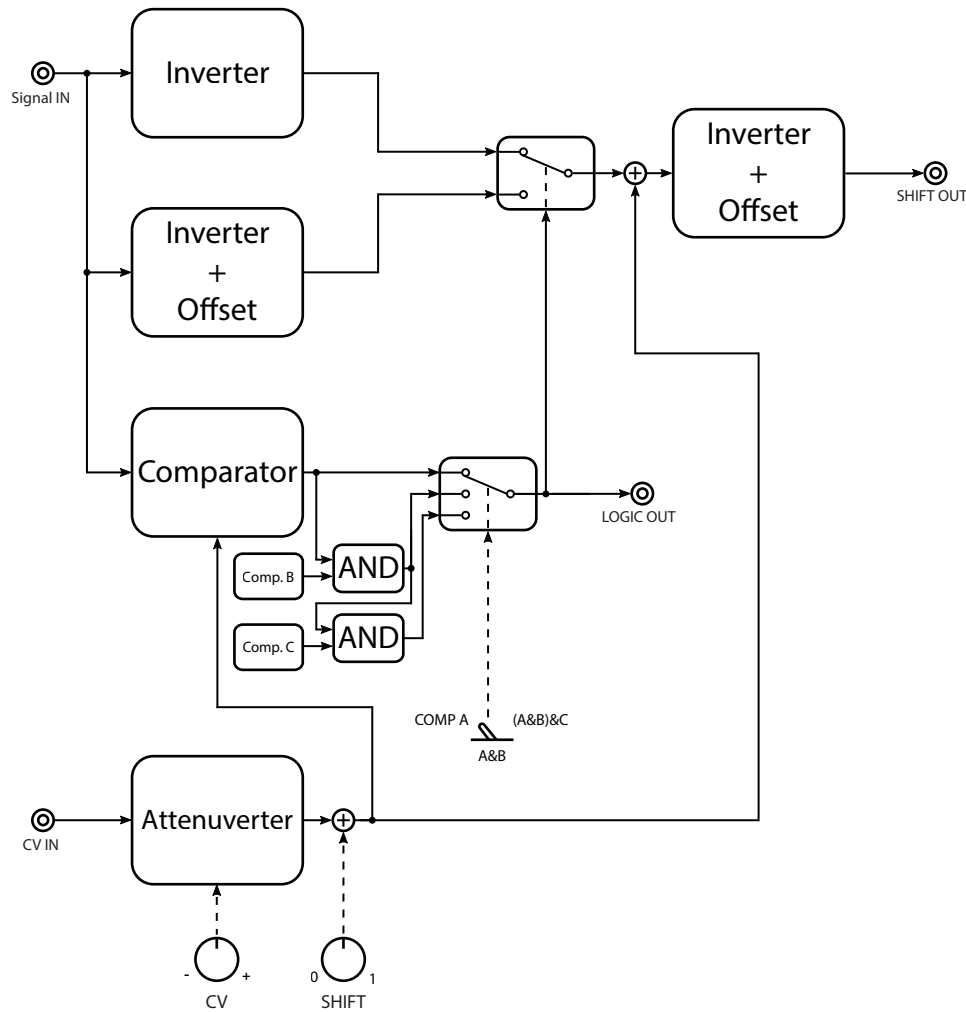 Inverter
Signal IN
Inverter
+
Offset
SHIFT OUT
Inverter
+
Offset
Comparator
LOGIC OUT
Comp. B
AND
Comp. C
AND
COMP A
(A&B)&C
A&B
Attenuverter
CV IN
- +
CV
0 1
SHIFT